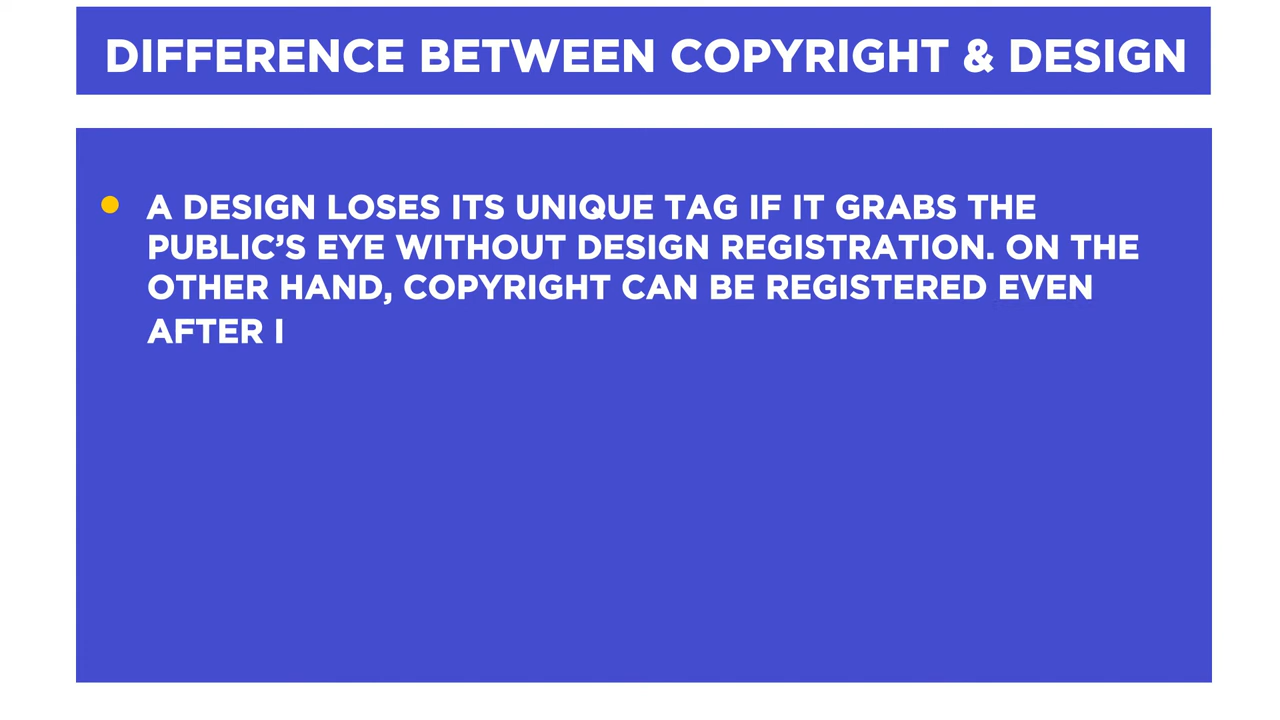 DIFFERENCE BETWEEN COPYRIGHT & DESIGN
• A DESIGN LOSES ITS UNIQUE TAG IF IT GRABS THE
PUBLIC’S EYE WITHOUT DESIGN REGISTRATION. ON THE
OTHER HAND, COPYRIGHT CAN BE REGISTERED EVEN
AFTER I